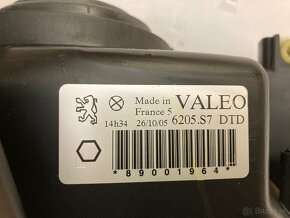 Made in VALEO
France 5
14h34 26/10/05 6205.S7 DTD
*89001964*